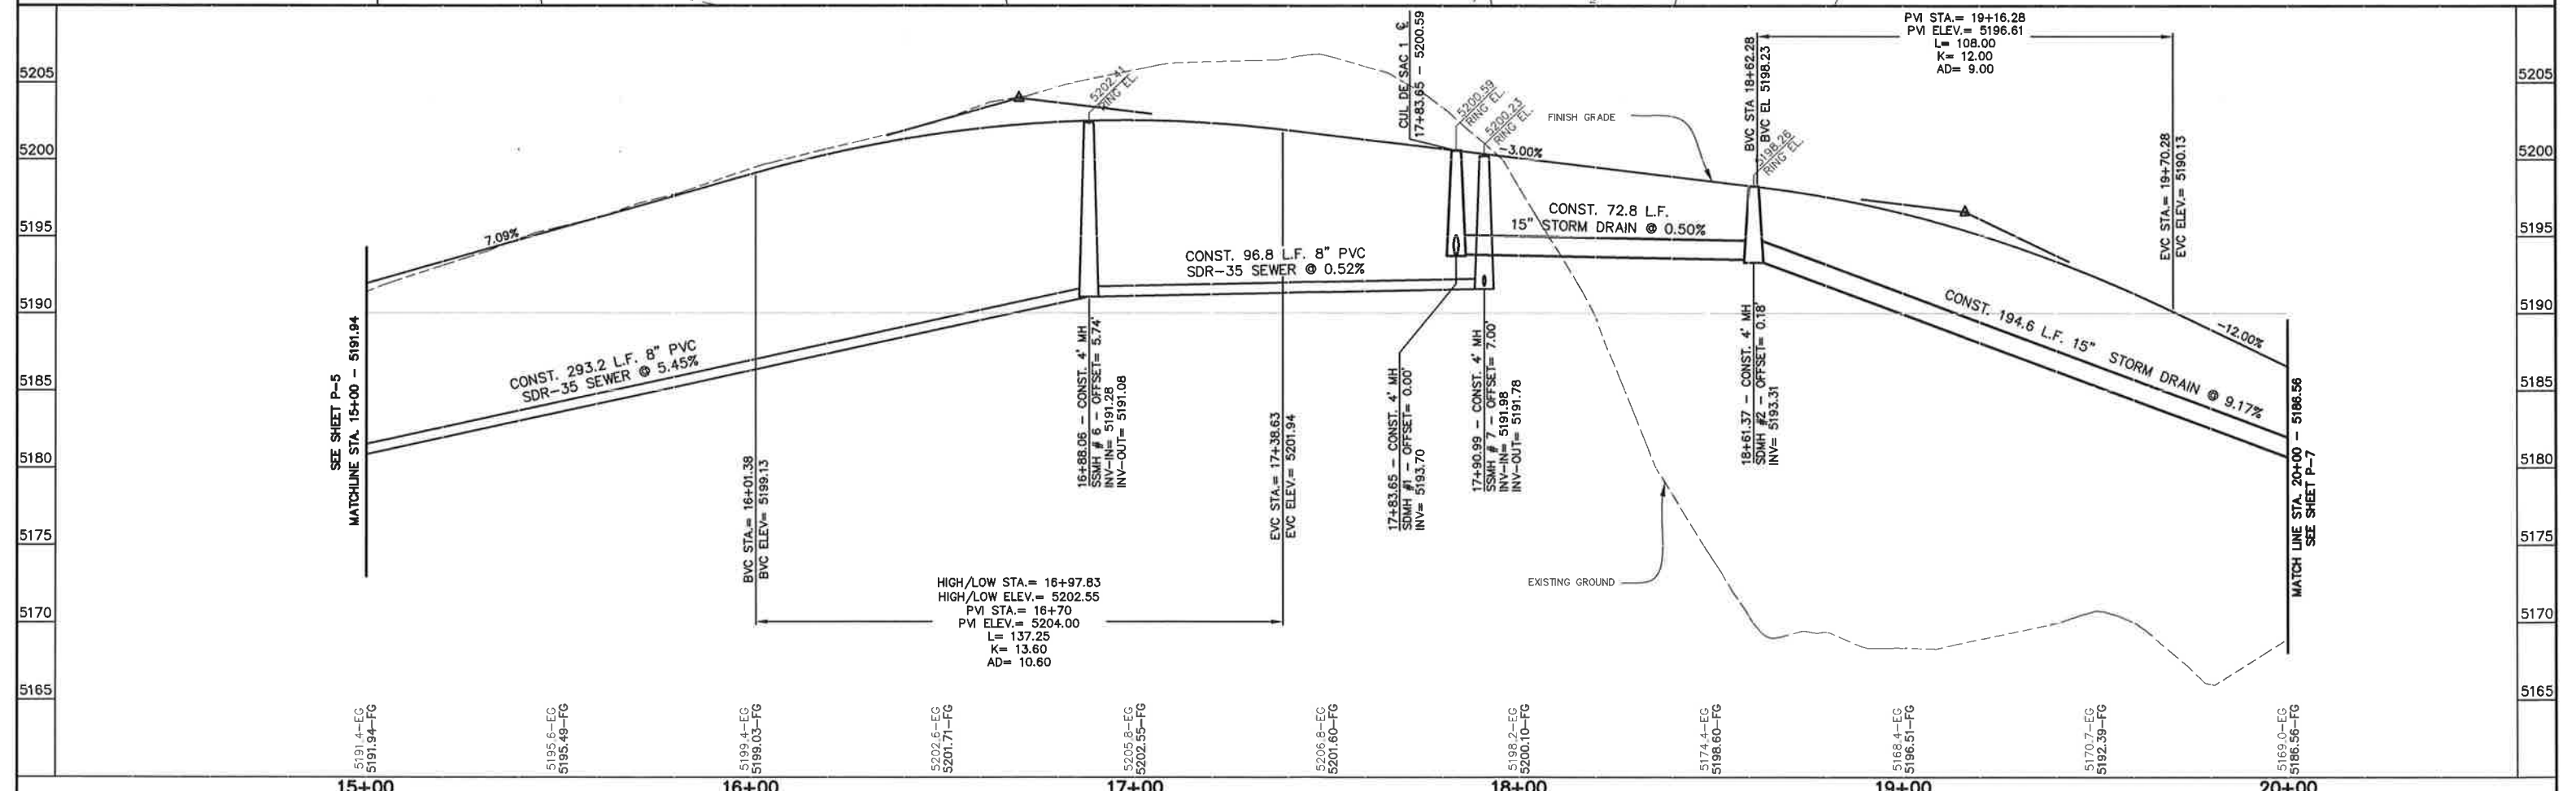 PVI STA.= 19+16.28
PVI ELEV.= 5196.61
L= 108.00
K= 12.00
AD= 9.00
CUL DE SAC 1 ℄
17+83.65 - 5200.59
BVC STA 18+62.28
BVC EL 5198.23
5205
5205
5202.41
RING EL.
5200.59
RING EL.
5200.23
RING EL.
FINISH GRADE
5198.26
RING EL.
EVC STA.= 19+70.28
EVC ELEV.= 5190.13
5200
5200
-3.00%
7.09%
5195
5195
CONST. 72.8 L.F.
15" STORM DRAIN @ 0.50%
CONST. 96.8 L.F. 8" PVC
SDR-35 SEWER @ 0.52%
5190
5190
CONST. 194.6 L.F. 15" STORM DRAIN @ 9.17%
-12.00%
CONST. 293.2 L.F. 8" PVC
SDR-35 SEWER @ 5.45%
5185
5185
SEE SHEET P-5
MATCHLINE STA. 15+00 - 5191.94
16+88.06 - CONST. 4' MH
SSMH # 6 - OFFSET= 5.74'
INV-IN= 5191.28
INV-OUT= 5191.08
17+83.65 - CONST. 4' MH
SDMH #1 - OFFSET= 0.00'
INV= 5193.70
17+90.99 - CONST. 4' MH
SSMH # 7 - OFFSET= 7.00'
INV-IN= 5191.98
INV-OUT= 5191.78
18+61.37 - CONST. 4' MH
SDMH #2 - OFFSET= 0.18'
INV= 5193.31
MATCH LINE STA. 20+00 - 5186.56
SEE SHEET P-7
5180
5180
BVC STA.= 16+01.38
BVC ELEV= 5199.13
EVC STA.= 17+38.63
EVC ELEV.= 5201.94
5175
5175
HIGH/LOW STA.= 16+97.83
HIGH/LOW ELEV.= 5202.55
PVI STA.= 16+70
PVI ELEV.= 5204.00
L= 137.25
K= 13.60
AD= 10.60
EXISTING GROUND
5170
5170
5165
5165
5191.4-EG
5191.94-FG
5195.6-EG
5195.49-FG
5199.4-EG
5199.03-FG
5202.6-EG
5201.71-FG
5205.8-EG
5202.55-FG
5206.8-EG
5201.60-FG
5198.2-EG
5200.10-FG
5174.4-EG
5198.60-FG
5168.4-EG
5196.51-FG
5170.7-EG
5192.39-FG
5169.0-EG
5186.56-FG
15+00
16+00
17+00
18+00
19+00
20+00